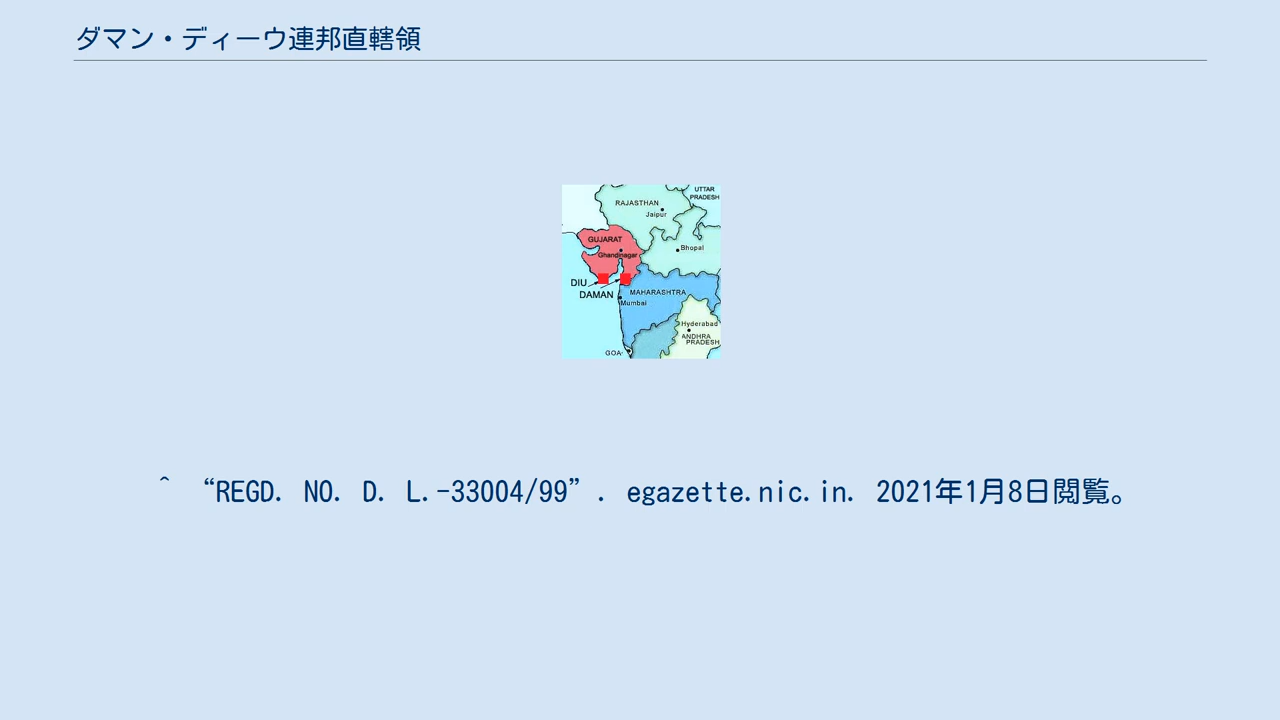 ダマン・ディーウ連邦直轄領
UTTAR
PRADESH
RAJASTHAN
Jaipur
GUJARAT
Bhopal
Ghandinagar
DIU
DAMAN
MAHARASHTRA
Mumbai
Hyderabad
ANDHRA
PRADESH
GOA
^ “REGD. NO. D. L.-33004/99”. egazette.nic.in. 2021年1月8日閲覧。